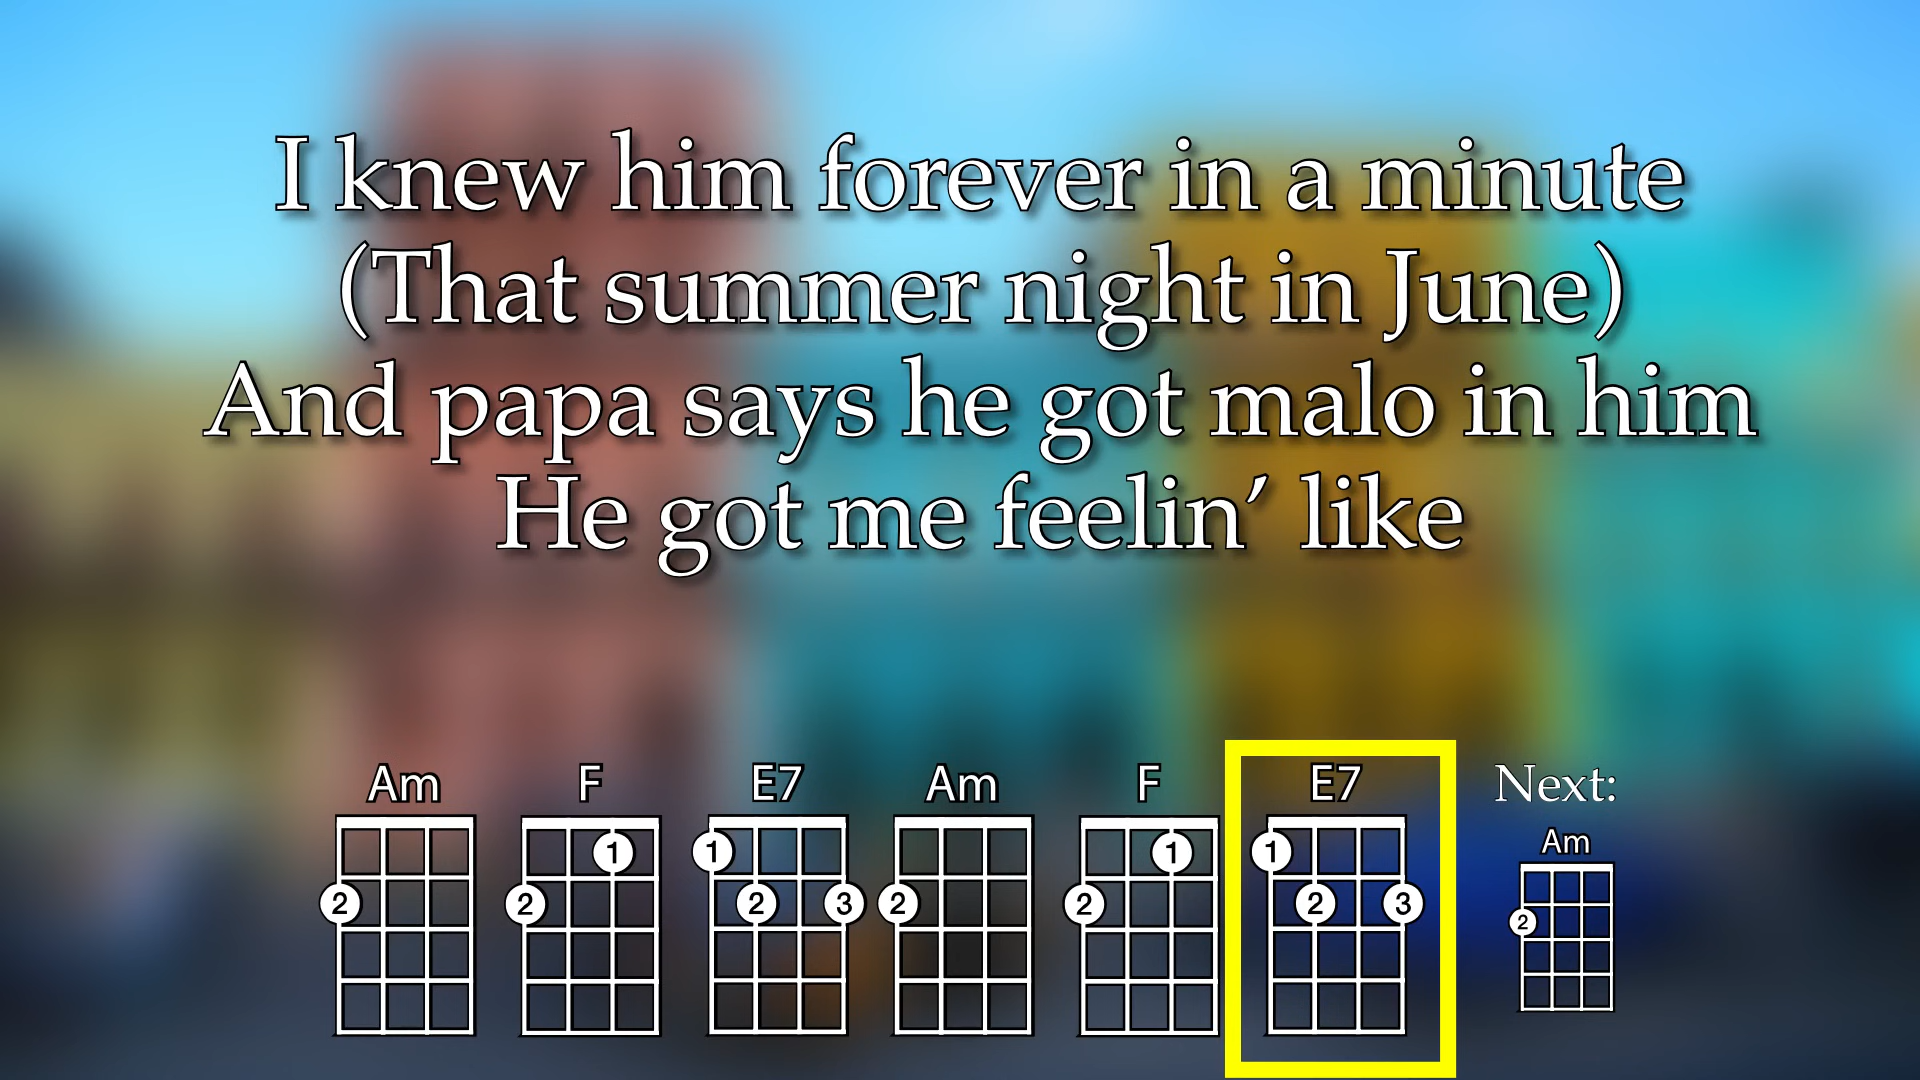 I knew him forever in a minute
(That summer night in June)
And papa says he got malo in him
He got me feelin’ like
Am F E7 Am F E7 Next:
Am
1 1 1 1
2 2 2 3 2 2 2 3
2